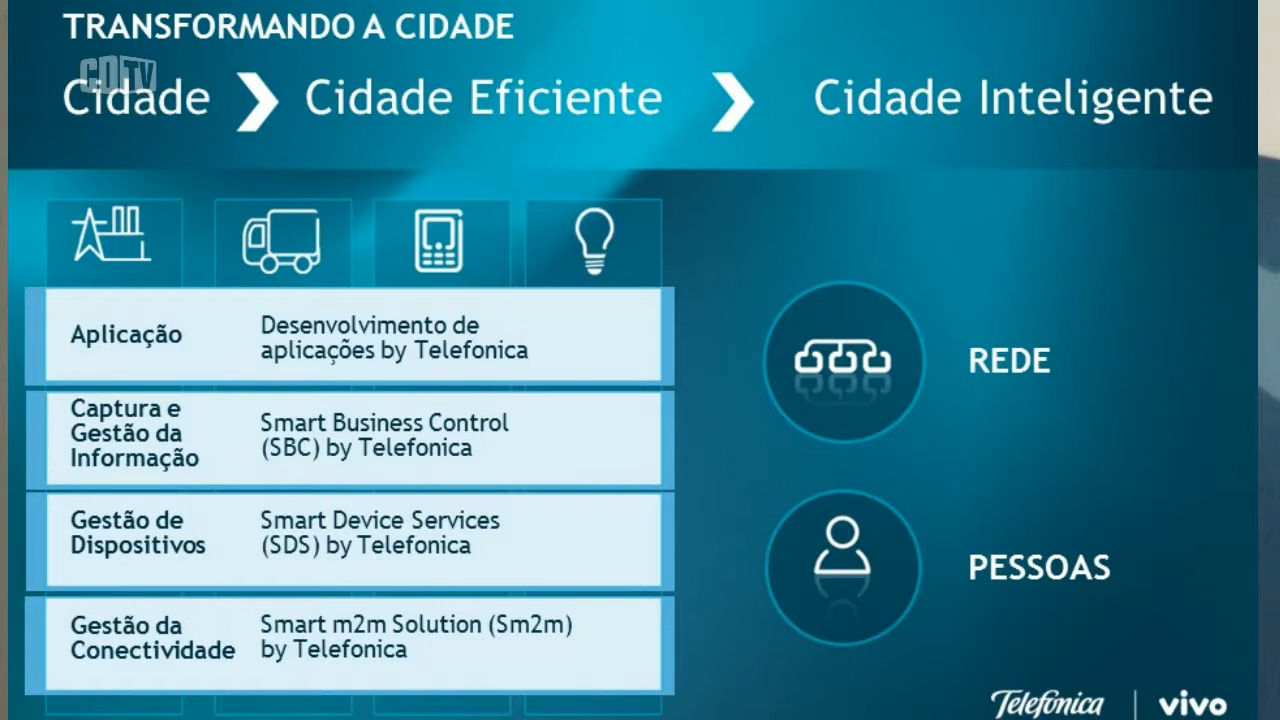 TRANSFORMANDO A CIDADE
CDTV
Cidade
Cidade Eficiente
Cidade Inteligente
Aplicação
Desenvolvimento de
aplicações by Telefonica
Captura e
Gestão da
Informação
Smart Business Control
(SBC) by Telefonica
Gestão de
Dispositivos
Smart Device Services
(SDS) by Telefonica
Gestão da
Conectividade
Smart m2m Solution (Sm2m)
by Telefonica
REDE
PESSOAS
Telefónica
vivo